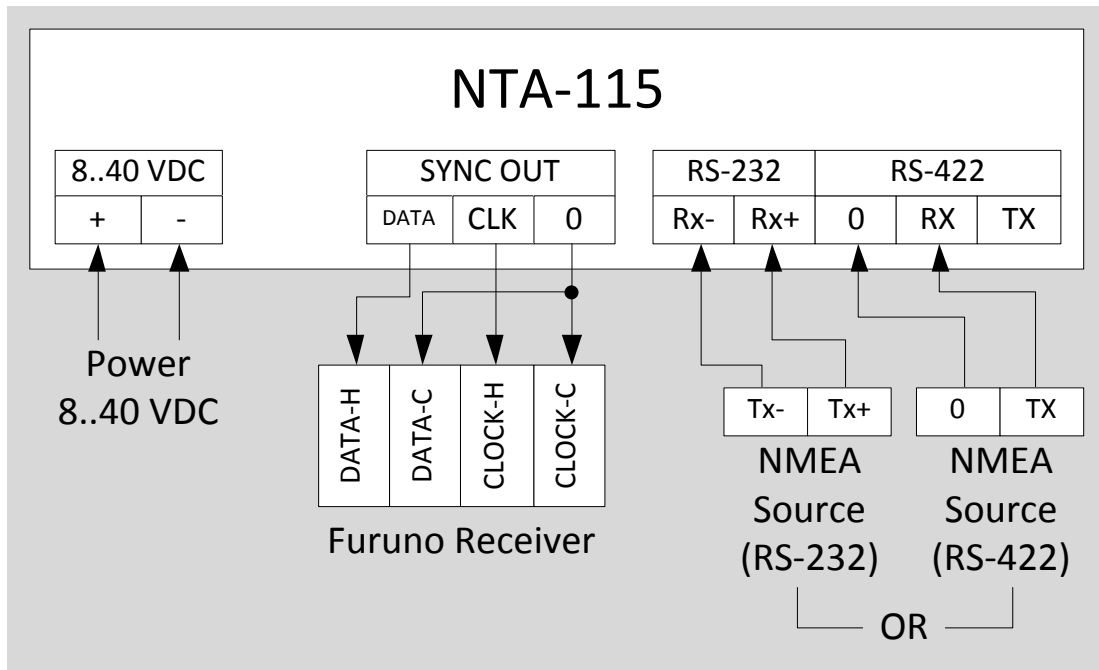 NTA-115
8..40 VDC
+ -
SYNC OUT
DATA CLK 0
RS-232 RS-422
Rx- Rx+ 0 RX TX
Power
8..40 VDC
DATA-H DATA-C CLOCK-H CLOCK-C
Furuno Receiver
Tx- Tx+
NMEA
Source
(RS-232)
0 TX
NMEA
Source
(RS-422)
OR